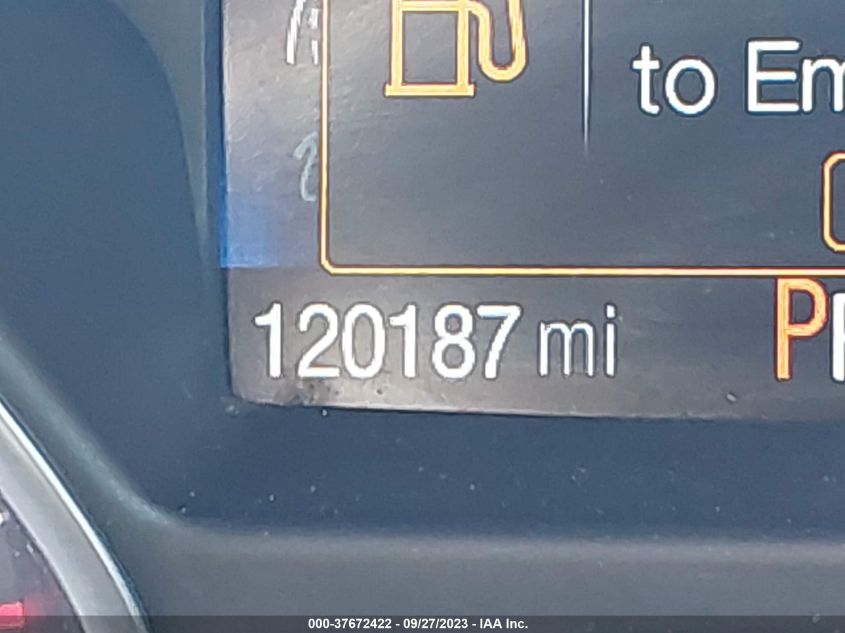 to Em
120187 mi
P
000-37672422 - 09/27/2023 - IAA Inc.